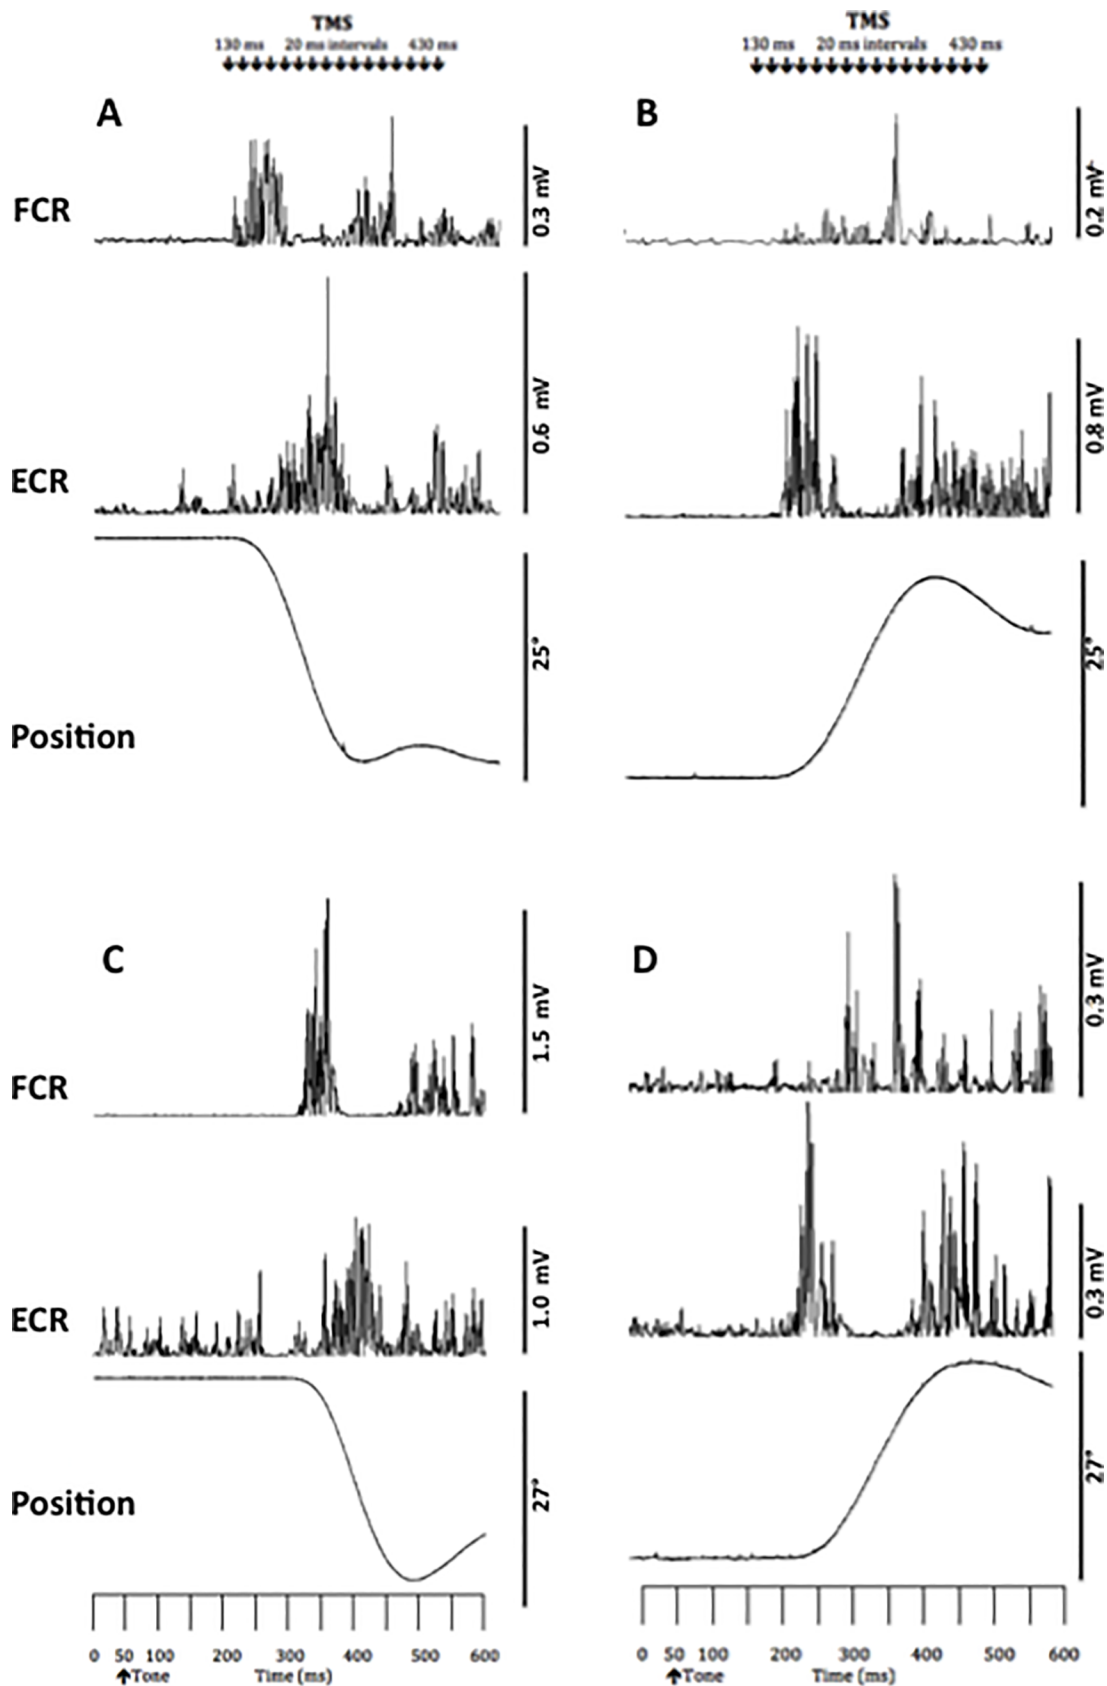 TMS
130 ms 20 ms intervals 430 ms
TMS
130 ms 20 ms intervals 430 ms
A
B
FCR
0.3 mV
0.2 mV
ECR
0.6 mV
0.8 mV
Position
25°
25°
C
D
FCR
1.5 mV
0.3 mV
ECR
1.0 mV
0.3 mV
Position
27°
27°
0 50 100 200 300 400 500 600
Tone Time (ms)
0 50 100 200 300 400 500 600
Tone Time (ms)